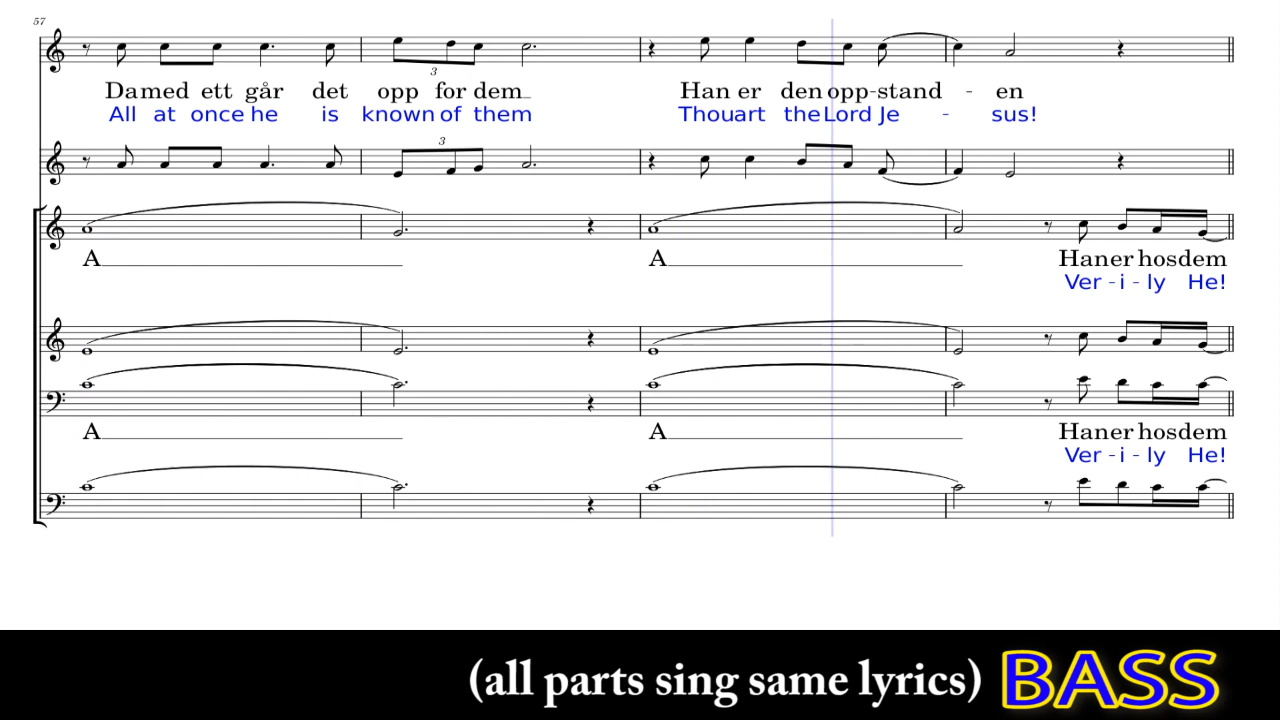 57
Da med ett går det opp for dem_ Han er den opp-stand - en
All at once he is known of them Thou art the Lord Je - sus!
3
3
A Han er hos dem
Ver - i - ly He!
A Han er hos dem
Ver - i - ly He!
(all parts sing same lyrics) BASS